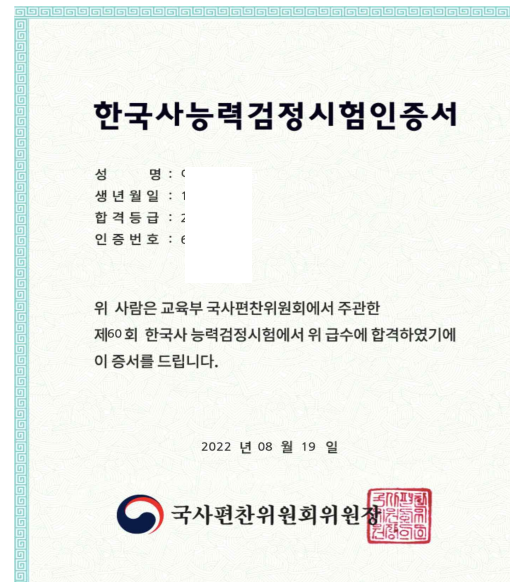 한국사능력검정시험인증서
성 명 :
생 년 월 일 : 1
합 격 등 급 : 2
인 증 번 호 : 6
위 사람은 교육부 국사편찬위원회에서 주관한
제60회 한국사 능력검정시험에서 위 급수에 합격하였기에
이 증서를 드립니다.
2022 년 08 월 19 일
국사편찬위원회위원장